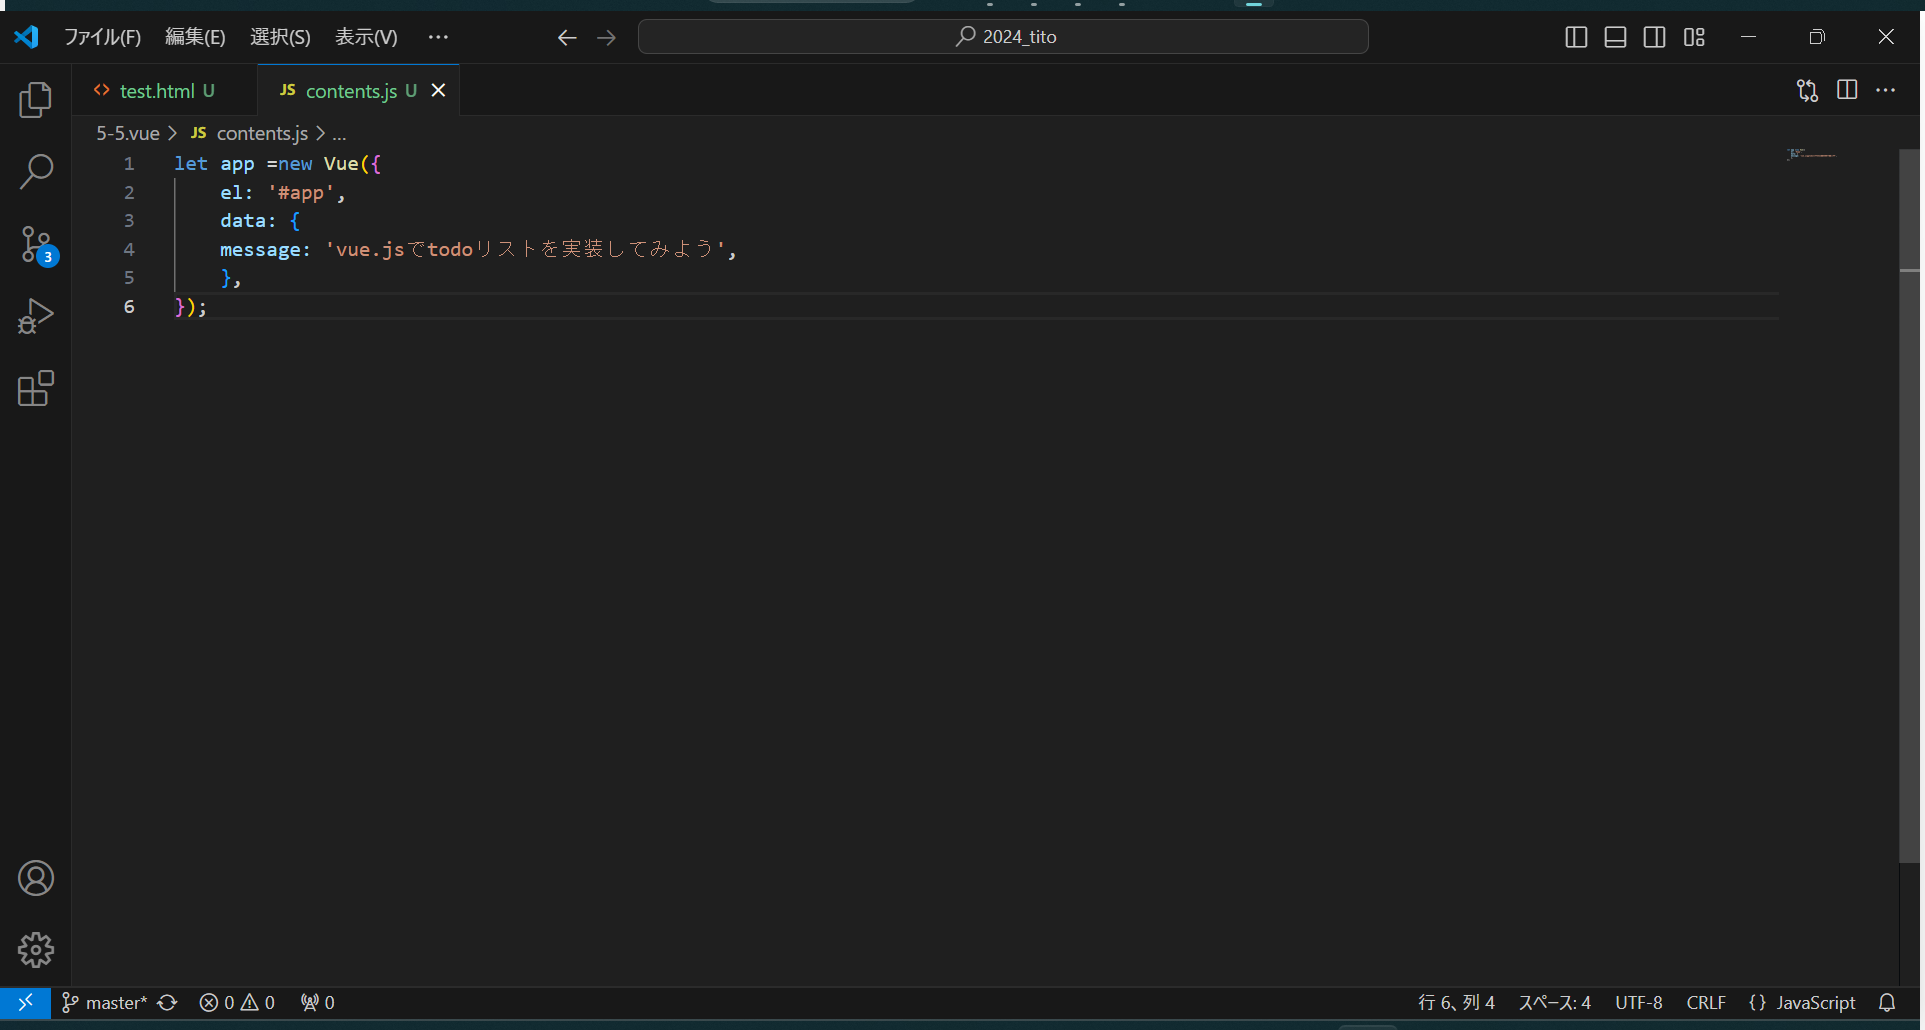 ファイル(F) 編集(E) 選択(S) 表示(V) ··· 2024_tito
test.html U JS contents.js U
5-5.vue > JS contents.js > ...
1 let app =new Vue({
2 el: '#app',
3 data: {
4 message: 'vue.jsでtodoリストを実装してみよう',
5 },
6 });
3
master* 0 0 0 行 6、列 4 スペース: 4 UTF-8 CRLF {} JavaScript